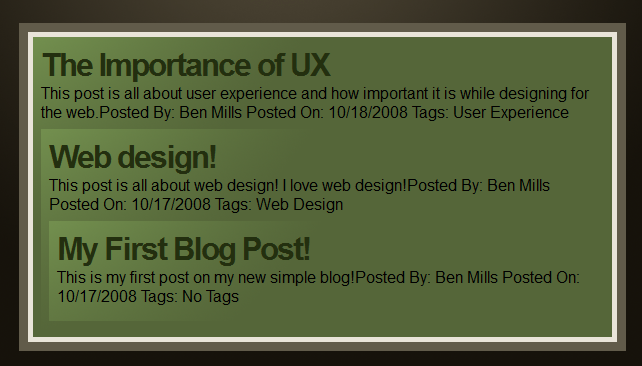 The Importance of UX
This post is all about user experience and how important it is while designing for
the web.Posted By: Ben Mills Posted On: 10/18/2008 Tags: User Experience
Web design!
This post is all about web design! I love web design!Posted By: Ben Mills
Posted On: 10/17/2008 Tags: Web Design
My First Blog Post!
This is my first post on my new simple blog!Posted By: Ben Mills Posted On:
10/17/2008 Tags: No Tags